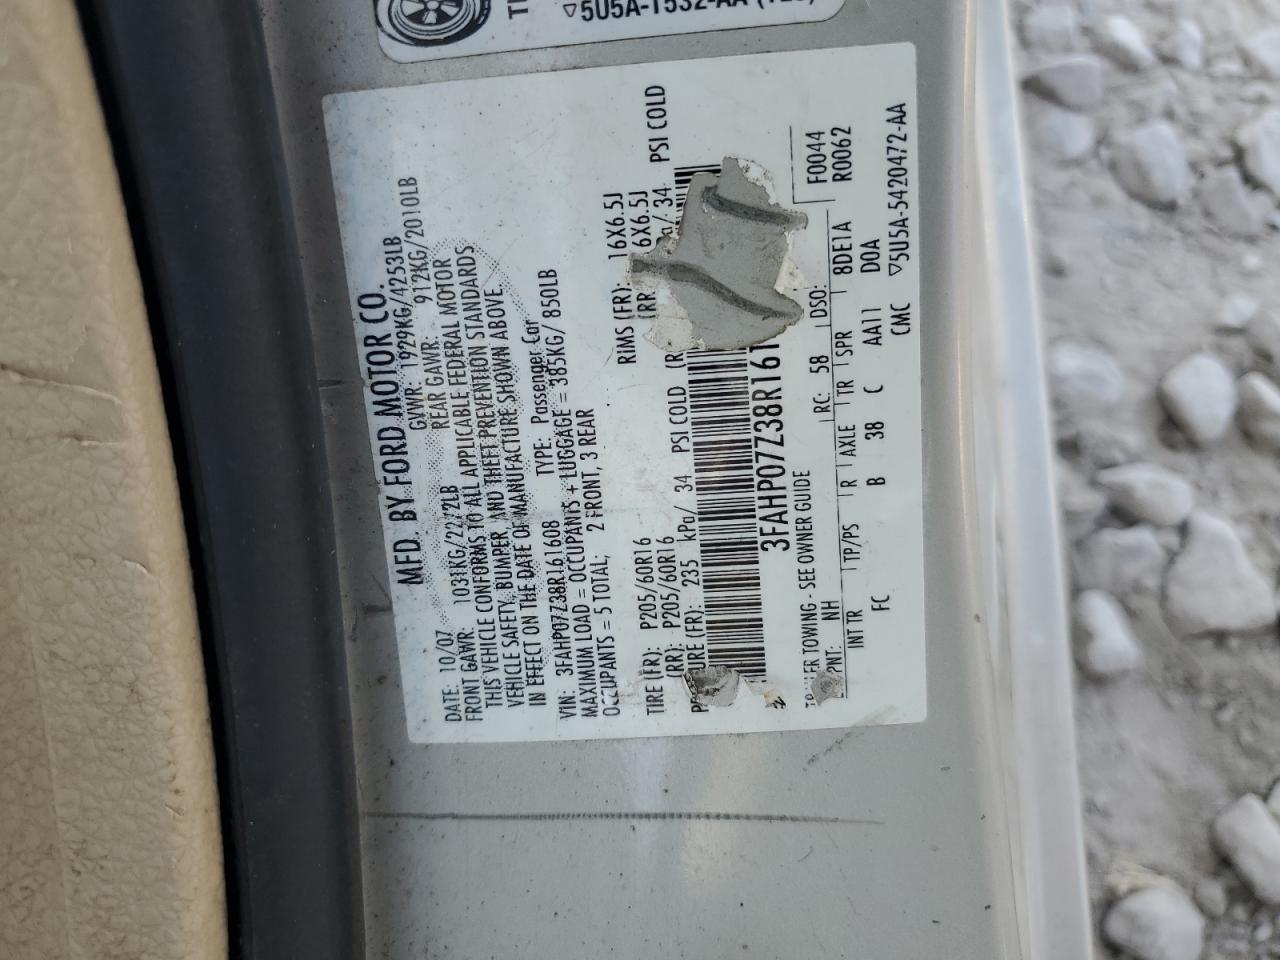 5U5A-1532-AA
MFD. BY FORD MOTOR CO.
DATE: 10/07 GVWR: 1929KG/4253LB
FRONT GAWR: 1031KG/2272LB REAR GAWR: 912KG/2010LB
THIS VEHICLE CONFORMS TO ALL APPLICABLE FEDERAL MOTOR
VEHICLE SAFETY, BUMPER, AND THEFT PREVENTION STANDARDS
IN EFFECT ON THE DATE OF MANUFACTURE SHOWN ABOVE.
VIN: 3FAHP07Z38R161608 TYPE: Passenger Car
MAXIMUM LOAD = OCCUPANTS + LUGGAGE = 385KG/ 850LB
OCCUPANTS = 5 TOTAL; 2 FRONT, 3 REAR
TIRE (FR): P205/60R16 RIMS (FR): 16X6.5J
(RR): P205/60R16 (RR 6X6.5J
URE (FR): 235 kPa/ 34 PSI COLD (R a/ 34 PSI COLD
3FAHP07Z38R161
ER TOWING - SEE OWNER GUIDE
PNT: NH RC: 58 DSO: F0044
INT TR TP/PS R AXLE TR SPR 8DE1A R0062
FC B 38 C AA11 D0A
CMC ▽5U5A-5420472-AA